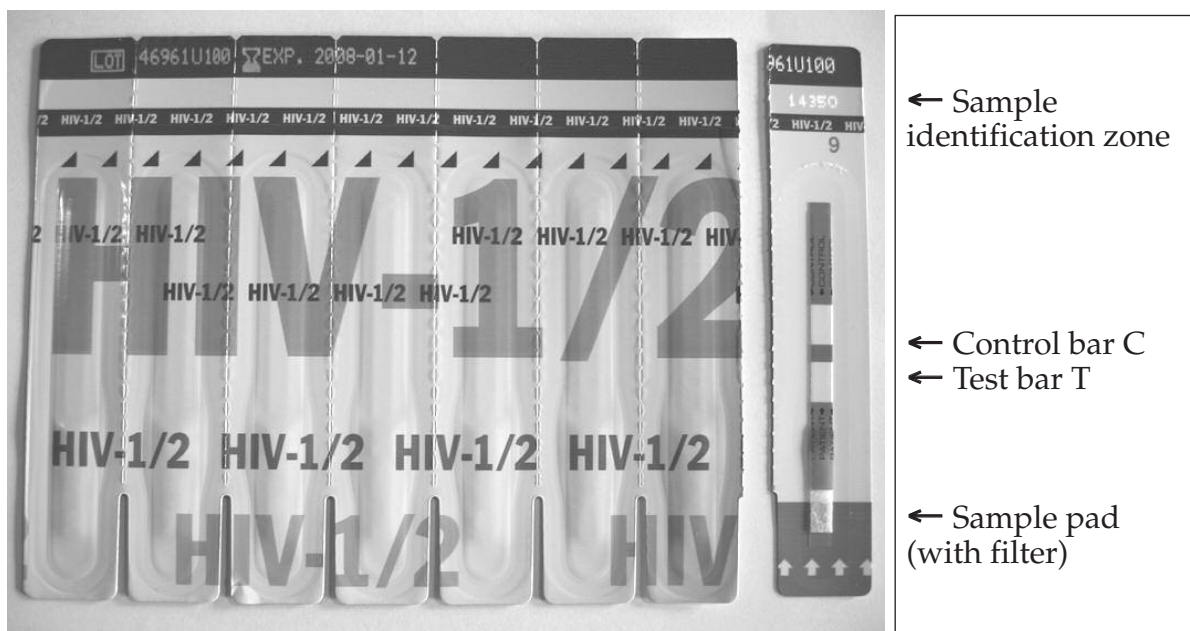 LOT 46961U100 EXP. 2008-01-12
961U100
14350
/2 HIV-1/2 HIV-1/2 HIV-1/2 HIV-1/2 HIV-1/2 HIV-1/2 HIV-1/2 HIV-1/2 HIV-1/2 HIV-1/2 HIV-1/2 HIV-1/2
/2 HIV-1/2 HIV-
9
HIV-1/2
2 HIV-1/2 HIV-1/2 HIV-1/2 HIV-1/2 HIV-1/2 HIV-
HIV-1/2 HIV-1/2 HIV-1/2 HIV-1/2
CONTROL
HIV-1/2 HIV-1/2 HIV-1/2 HIV-1/2
PATIENT
HIV-1/2 HIV
← Sample
identification zone
← Control bar C
← Test bar T
← Sample pad
(with filter)